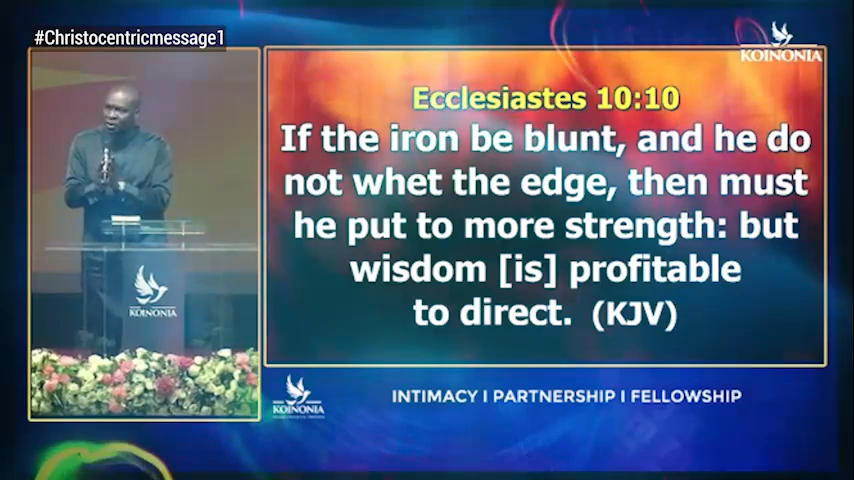 #Christocentricmessage1
KOINONIA
Ecclesiastes 10:10
If the iron be blunt, and he do
not whet the edge, then must
he put to more strength: but
wisdom [is] profitable
to direct. (KJV)
KOINONIA
KOINONIA
INTIMACY I PARTNERSHIP I FELLOWSHIP